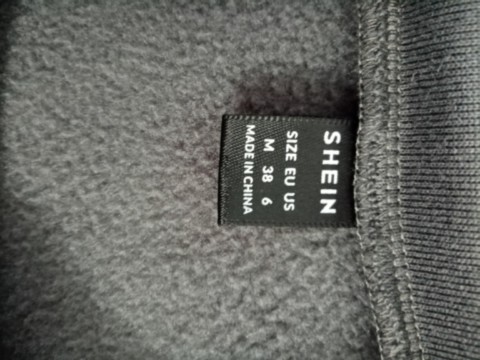 SHEIN
SIZE EU US
M 38 6
MADE IN CHINA